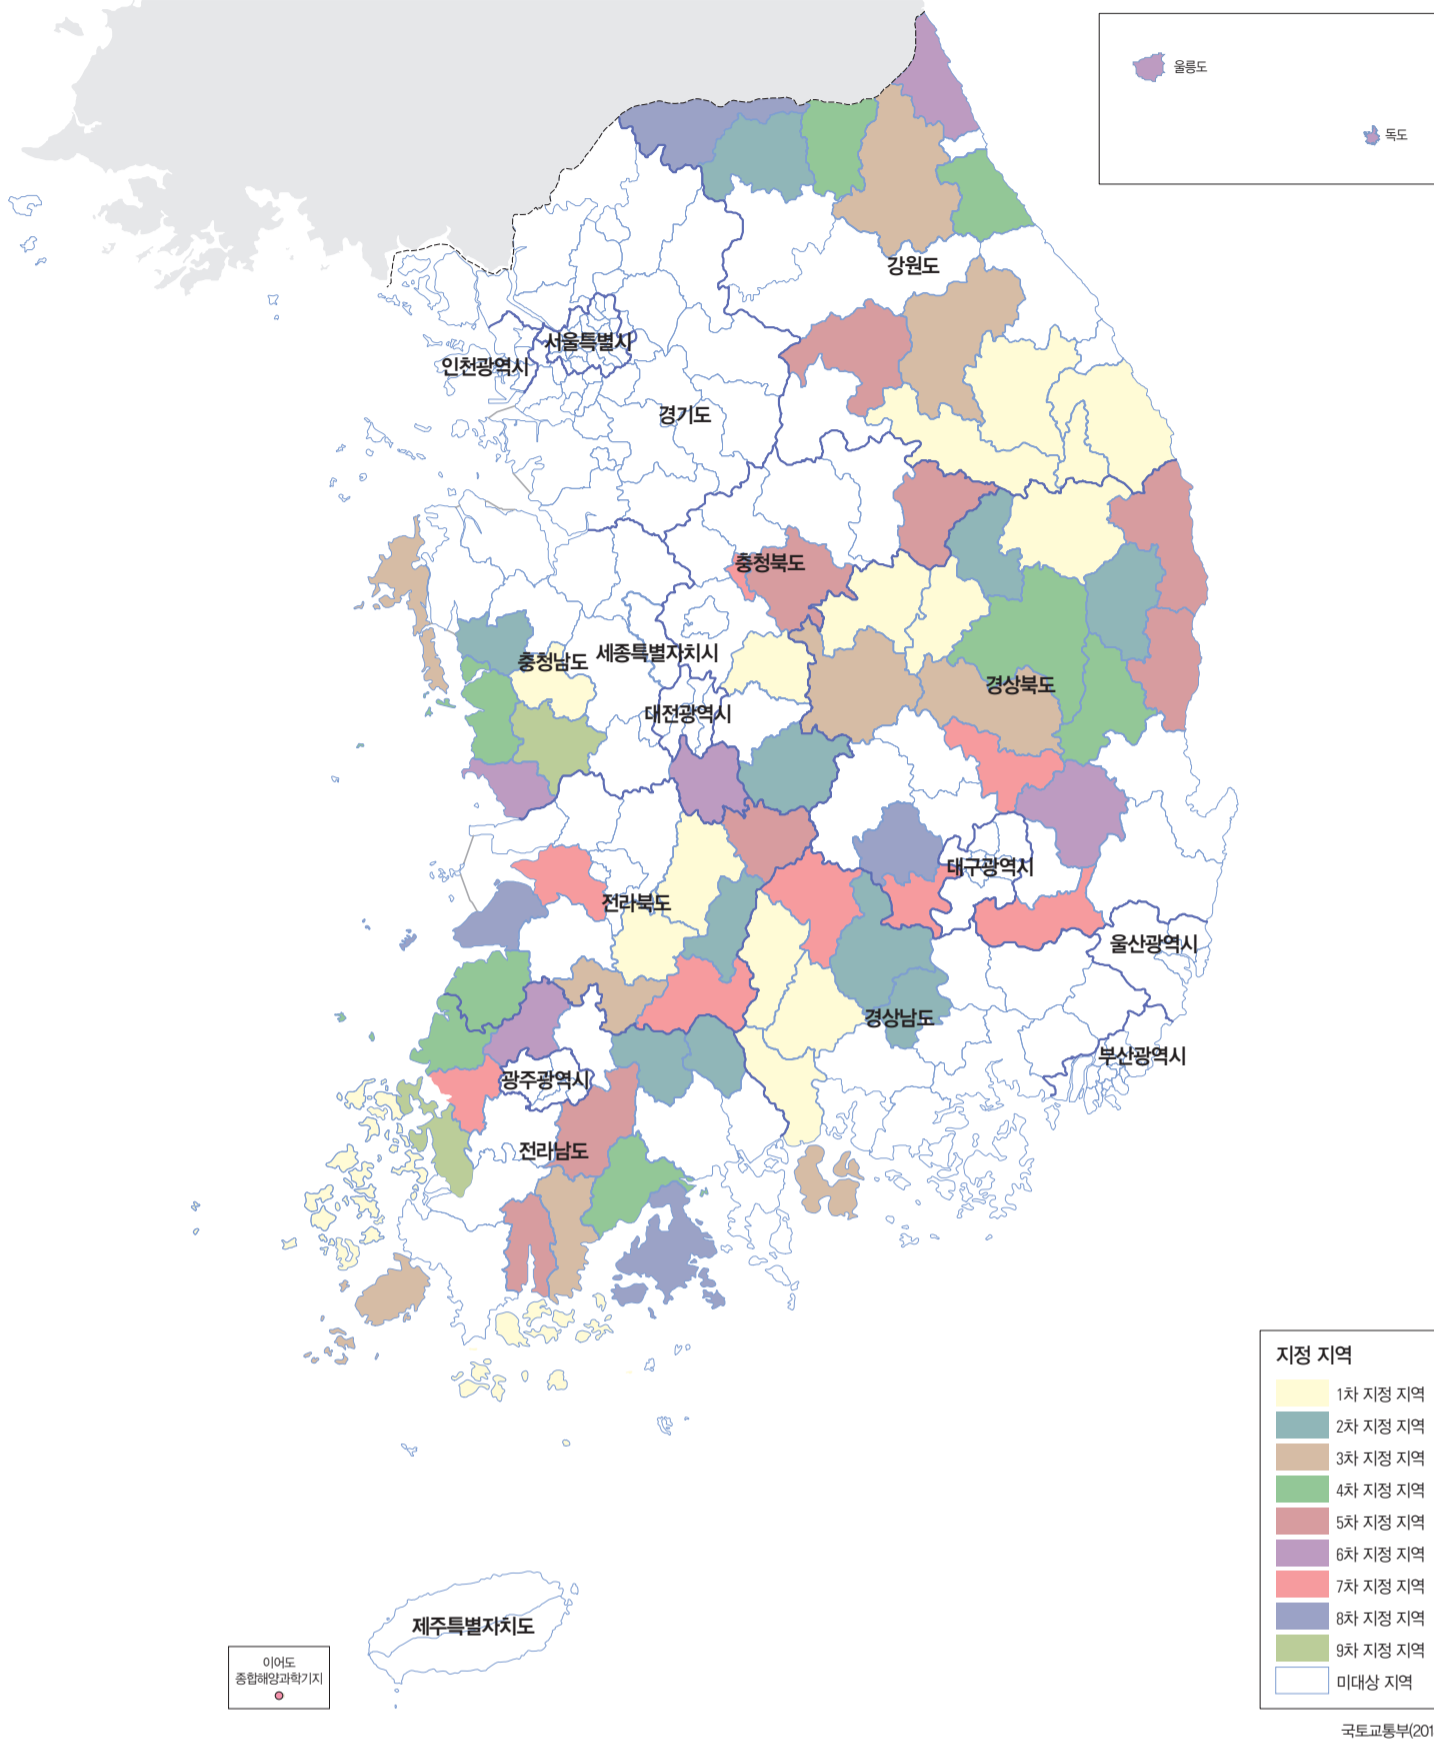 울릉도
독도
강원도
서울특별시
인천광역시
경기도
충청북도
세종특별자치시
충청남도
경상북도
대전광역시
대구광역시
전라북도
울산광역시
경상남도
부산광역시
광주광역시
전라남도
제주특별자치도
이어도
종합해양과학기지
지정 지역
1차 지정 지역
2차 지정 지역
3차 지정 지역
4차 지정 지역
5차 지정 지역
6차 지정 지역
7차 지정 지역
8차 지정 지역
9차 지정 지역
미대상 지역
국토교통부(201